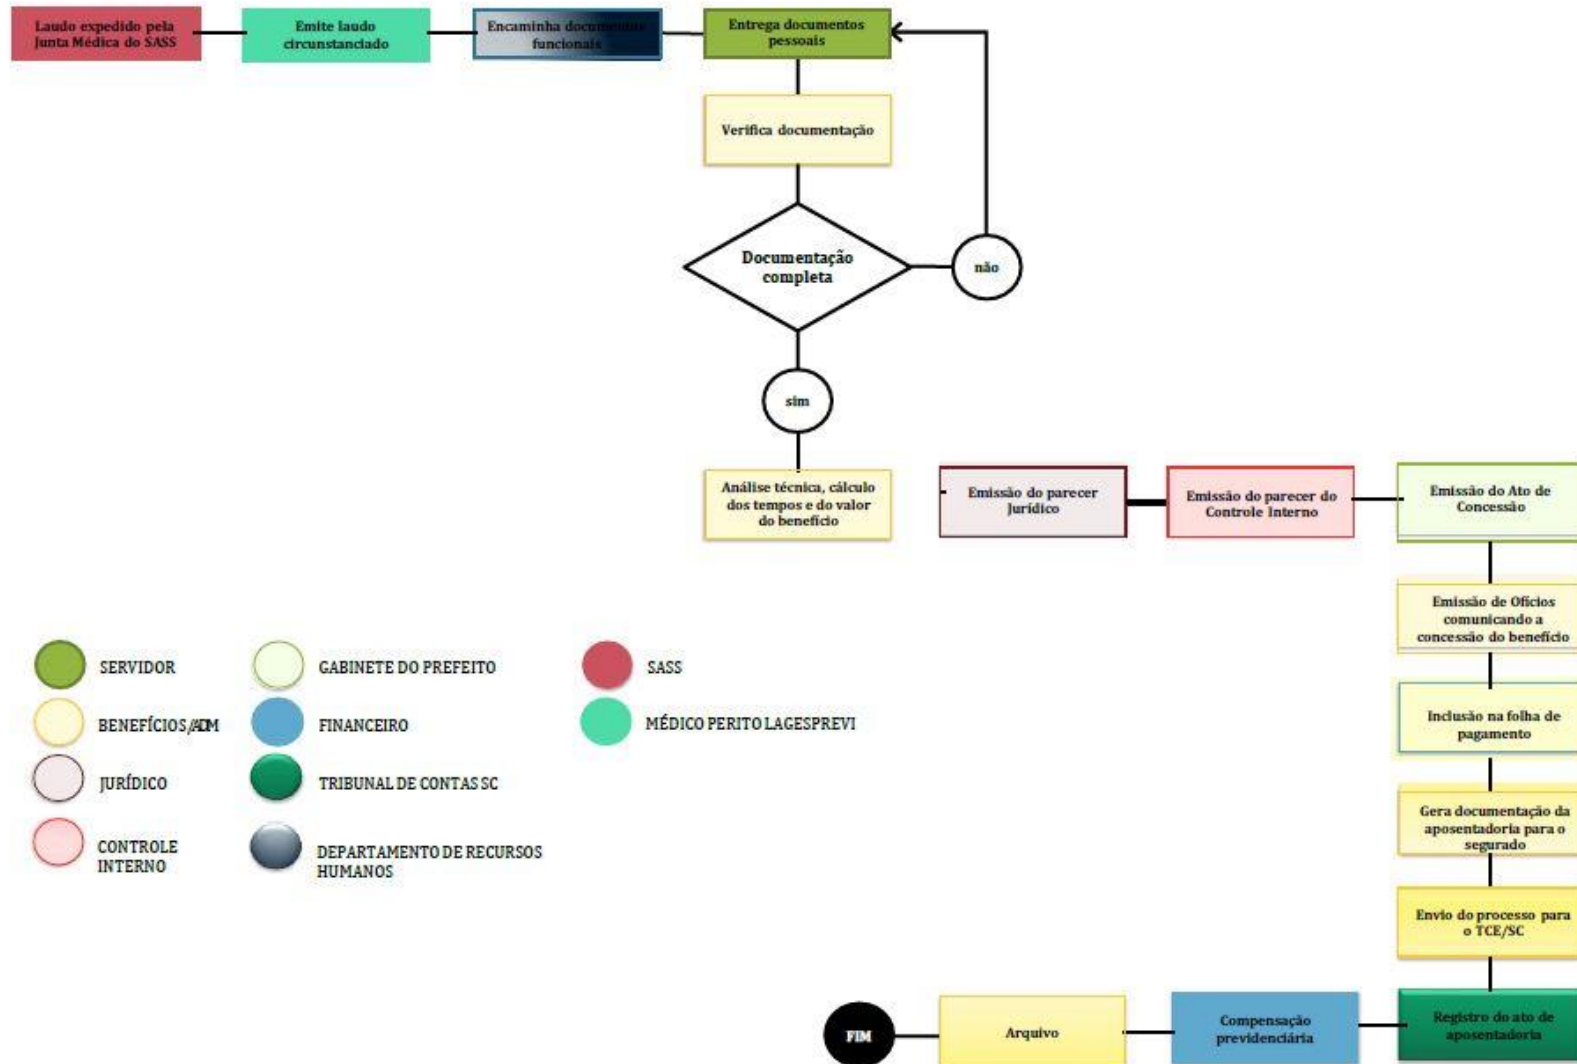 Laudo expedido pela
Junta Médica do SASS
Emite laudo
circunstanciado
Encaminha documentos
funcionais
Entrega documentos
pessoais
Verifica documentação
Documentação
completa
não
sim
Análise técnica, cálculo
dos tempos e do valor
do benefício
Emissão do parecer
Jurídico
Emissão do parecer do
Controle Interno
Emissão do Ato de
Concessão
Emissão de Ofícios
comunicando a
concessão do benefício
Inclusão na folha de
pagamento
Gera documentação da
aposentadoria para o
segurado
Envio do processo para
o TCE/SC
Registro do ato de
aposentadoria
Compensação
previdenciária
Arquivo
FIM
SERVIDOR
BENEFÍCIOS/ADM
JURÍDICO
CONTROLE
INTERNO
GABINETE DO PREFEITO
FINANCEIRO
TRIBUNAL DE CONTAS SC
DEPARTAMENTO DE RECURSOS
HUMANOS
SASS
MÉDICO PERITO LAGESPREVI